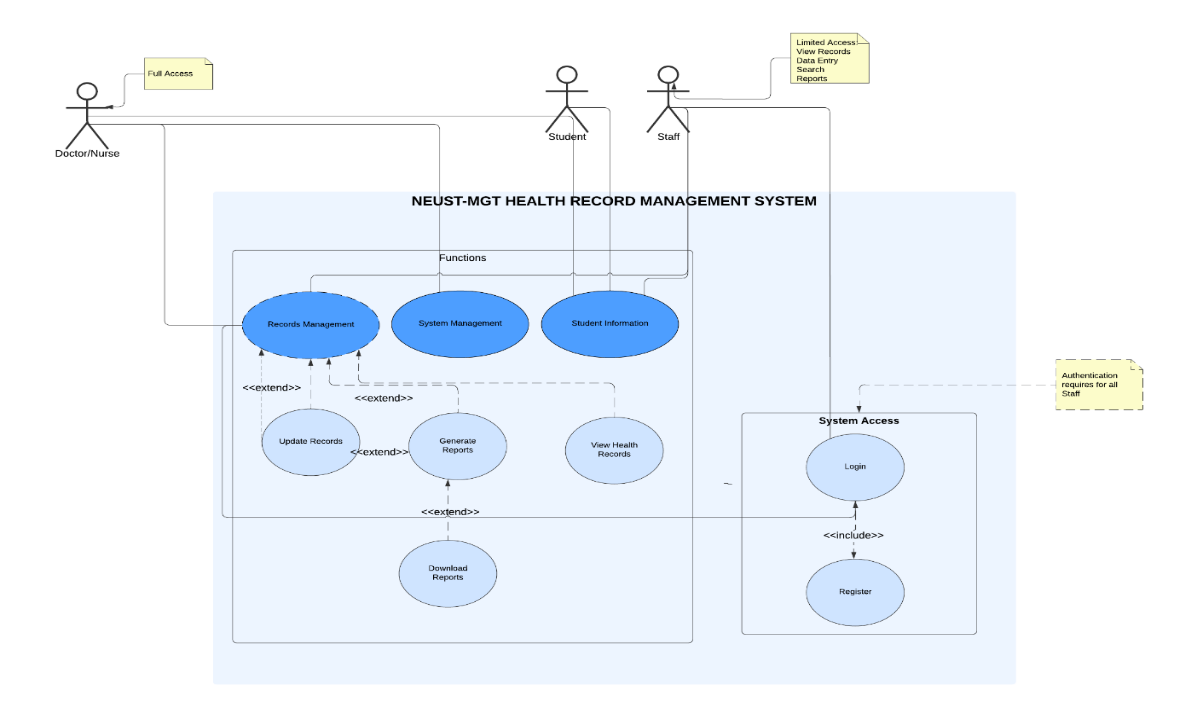 Limited Access
View Records
Data Entry
Search
Reports
Full Access
Student
Staff
Doctor/Nurse
NEUST-MGT HEALTH RECORD MANAGEMENT SYSTEM
Functions
Records Management
System Management
Student Information
<<extend>>
<<extend>>
Authentication
requires for all
Staff
System Access
Update Records
<<extend>>
Generate
Reports
View Health
Records
Login
<<extend>>
<<include>>
Download
Reports
Register